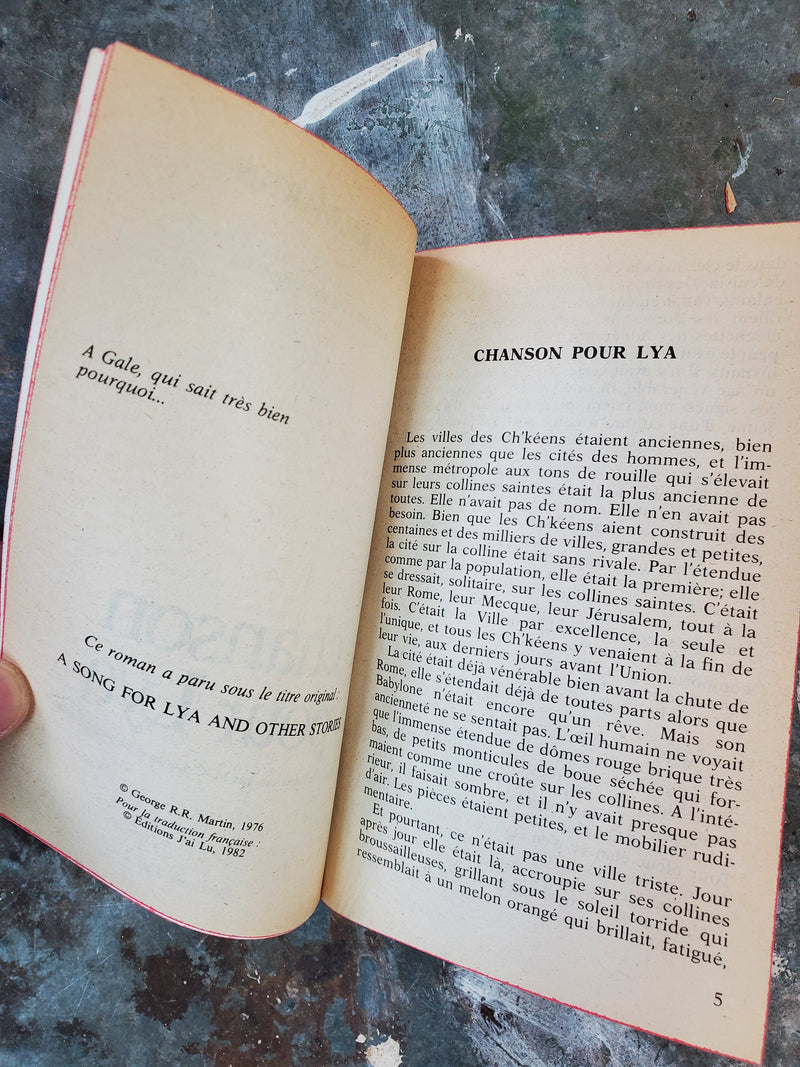 A Gale, qui sait très bien
pourquoi...
Ce roman a paru sous le titre original :
A SONG FOR LYA AND OTHER STORIES
© George R.R. Martin, 1976
Pour la traduction française :
© Éditions J'ai Lu, 1982
CHANSON POUR LYA
Les villes des Ch'kéens étaient anciennes, bien
plus anciennes que les cités des hommes, et l'im-
mense métropole aux tons de rouille qui s'élevait
sur leurs collines saintes était la plus ancienne de
toutes. Elle n'avait pas de nom. Elle n'en avait pas
besoin. Bien que les Ch'kéens aient construit des
centaines et des milliers de villes, grandes et petites,
la cité sur la colline était sans rivale. Par l'étendue
comme par la population, elle était la première; elle
se dressait, solitaire, sur les collines saintes. C'était
leur Rome, leur Mecque, leur Jérusalem, tout à la
fois. C'était la Ville par excellence, la seule et
l'unique, et tous les Ch'kéens y venaient à la fin de
leur vie, aux derniers jours avant l'Union.
La cité était déjà vénérable bien avant la chute de
Rome, elle s'étendait déjà de toutes parts alors que
Babylone n'était encore qu'un rêve. Mais son
ancienneté ne se sentait pas. L'œil humain ne voyait
que l'immense étendue de dômes rouge brique très
bas, de petits monticules de boue séchée qui for-
maient comme une croûte sur les collines. A l'inté-
rieur, il faisait sombre, et il n'y avait presque pas
d'air. Les pièces étaient petites, et le mobilier rudi-
mentaire.
Et pourtant, ce n'était pas une ville triste. Jour
après jour elle était là, accroupie sur ses collines
broussailleuses, grillant sous le soleil torride qui
ressemblait à un melon orangé qui brillait, fatigué,
5